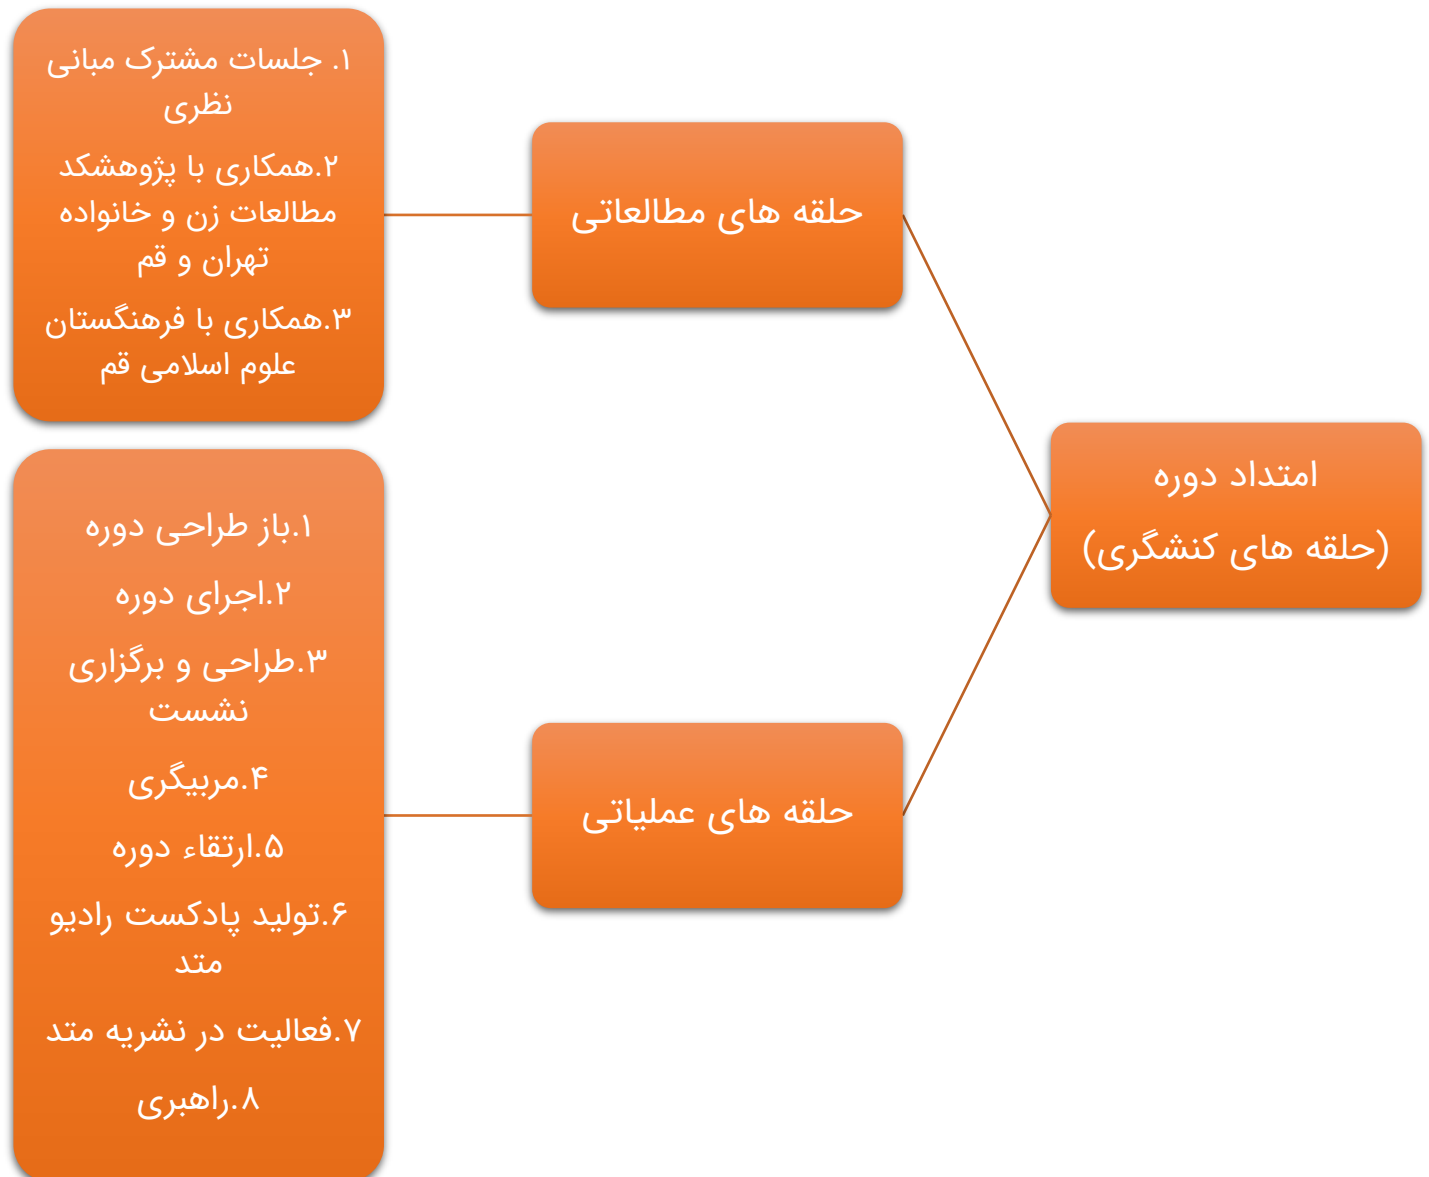 امتداد دوره
(حلقه های کنشگری)
حلقه های مطالعاتی
۱. جلسات مشترک مبانی
نظری
۲.همکاری با پژوهشکد
مطالعات زن و خانواده
تهران و قم
۳.همکاری با فرهنگستان
علوم اسلامی قم
حلقه های عملیاتی
۱.باز طراحی دوره
۲.اجرای دوره
۳.طراحی و برگزاری
نشست
۴.مربیگری
۵.ارتقاء دوره
۶.تولید پادکست رادیو
متد
۷.فعالیت در نشریه متد
۸.راهبری